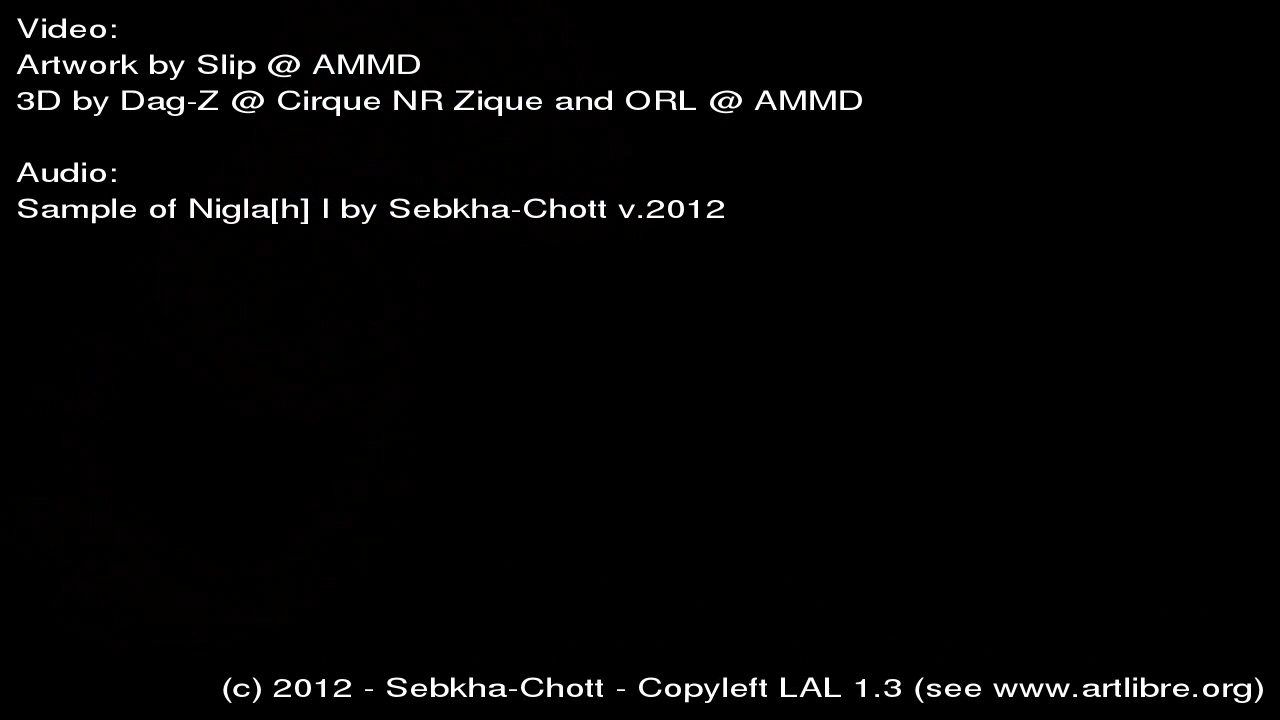 Video:
Artwork by Slip @ AMMD
3D by Dag-Z @ Cirque NR Zique and ORL @ AMMD
Audio:
Sample of Nigla[h] I by Sebkha-Chott v.2012
(c) 2012 - Sebkha-Chott - Copyleft LAL 1.3 (see www.artlibre.org)